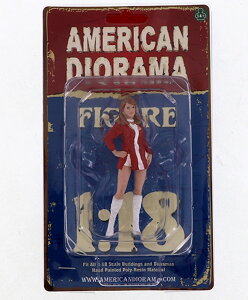 AMERICAN
DIORAMA
FIGURE
1:18
Fit All 1:18 Scale Buildings and Dioramas
Hand Painted Poly Resin Material
WWW.AMERICANDIORAMA.COM